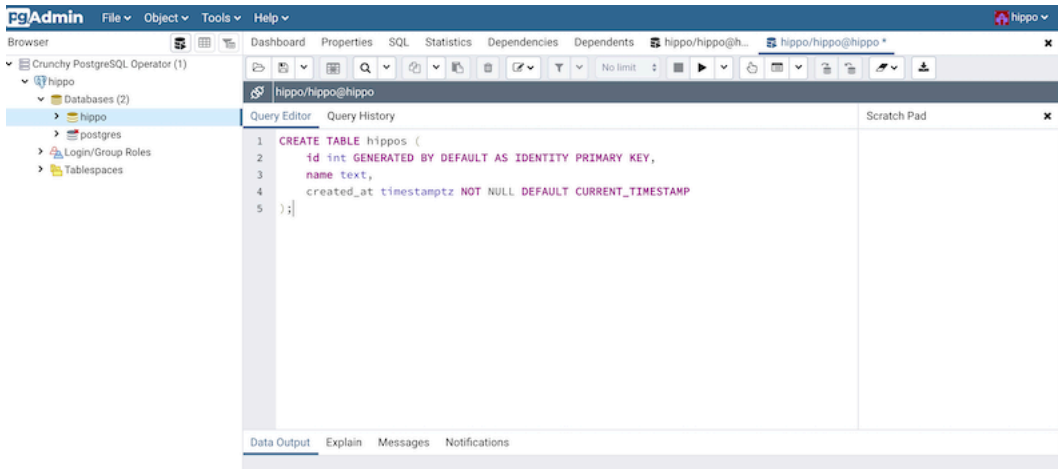 pgAdmin File Object Tools Help hippo
Browser
Dashboard Properties SQL Statistics Dependencies Dependents hippo/hippo@h... hippo/hippo@hippo *
Crunchy PostgreSQL Operator (1)
hippo
Databases (2)
hippo
postgres
Login/Group Roles
Tablespaces
No limit
hippo/hippo@hippo
Query Editor Query History
Scratch Pad
1 CREATE TABLE hippos (
2 id int GENERATED BY DEFAULT AS IDENTITY PRIMARY KEY,
3 name text,
4 created_at timestamptz NOT NULL DEFAULT CURRENT_TIMESTAMP
5 );
Data Output Explain Messages Notifications